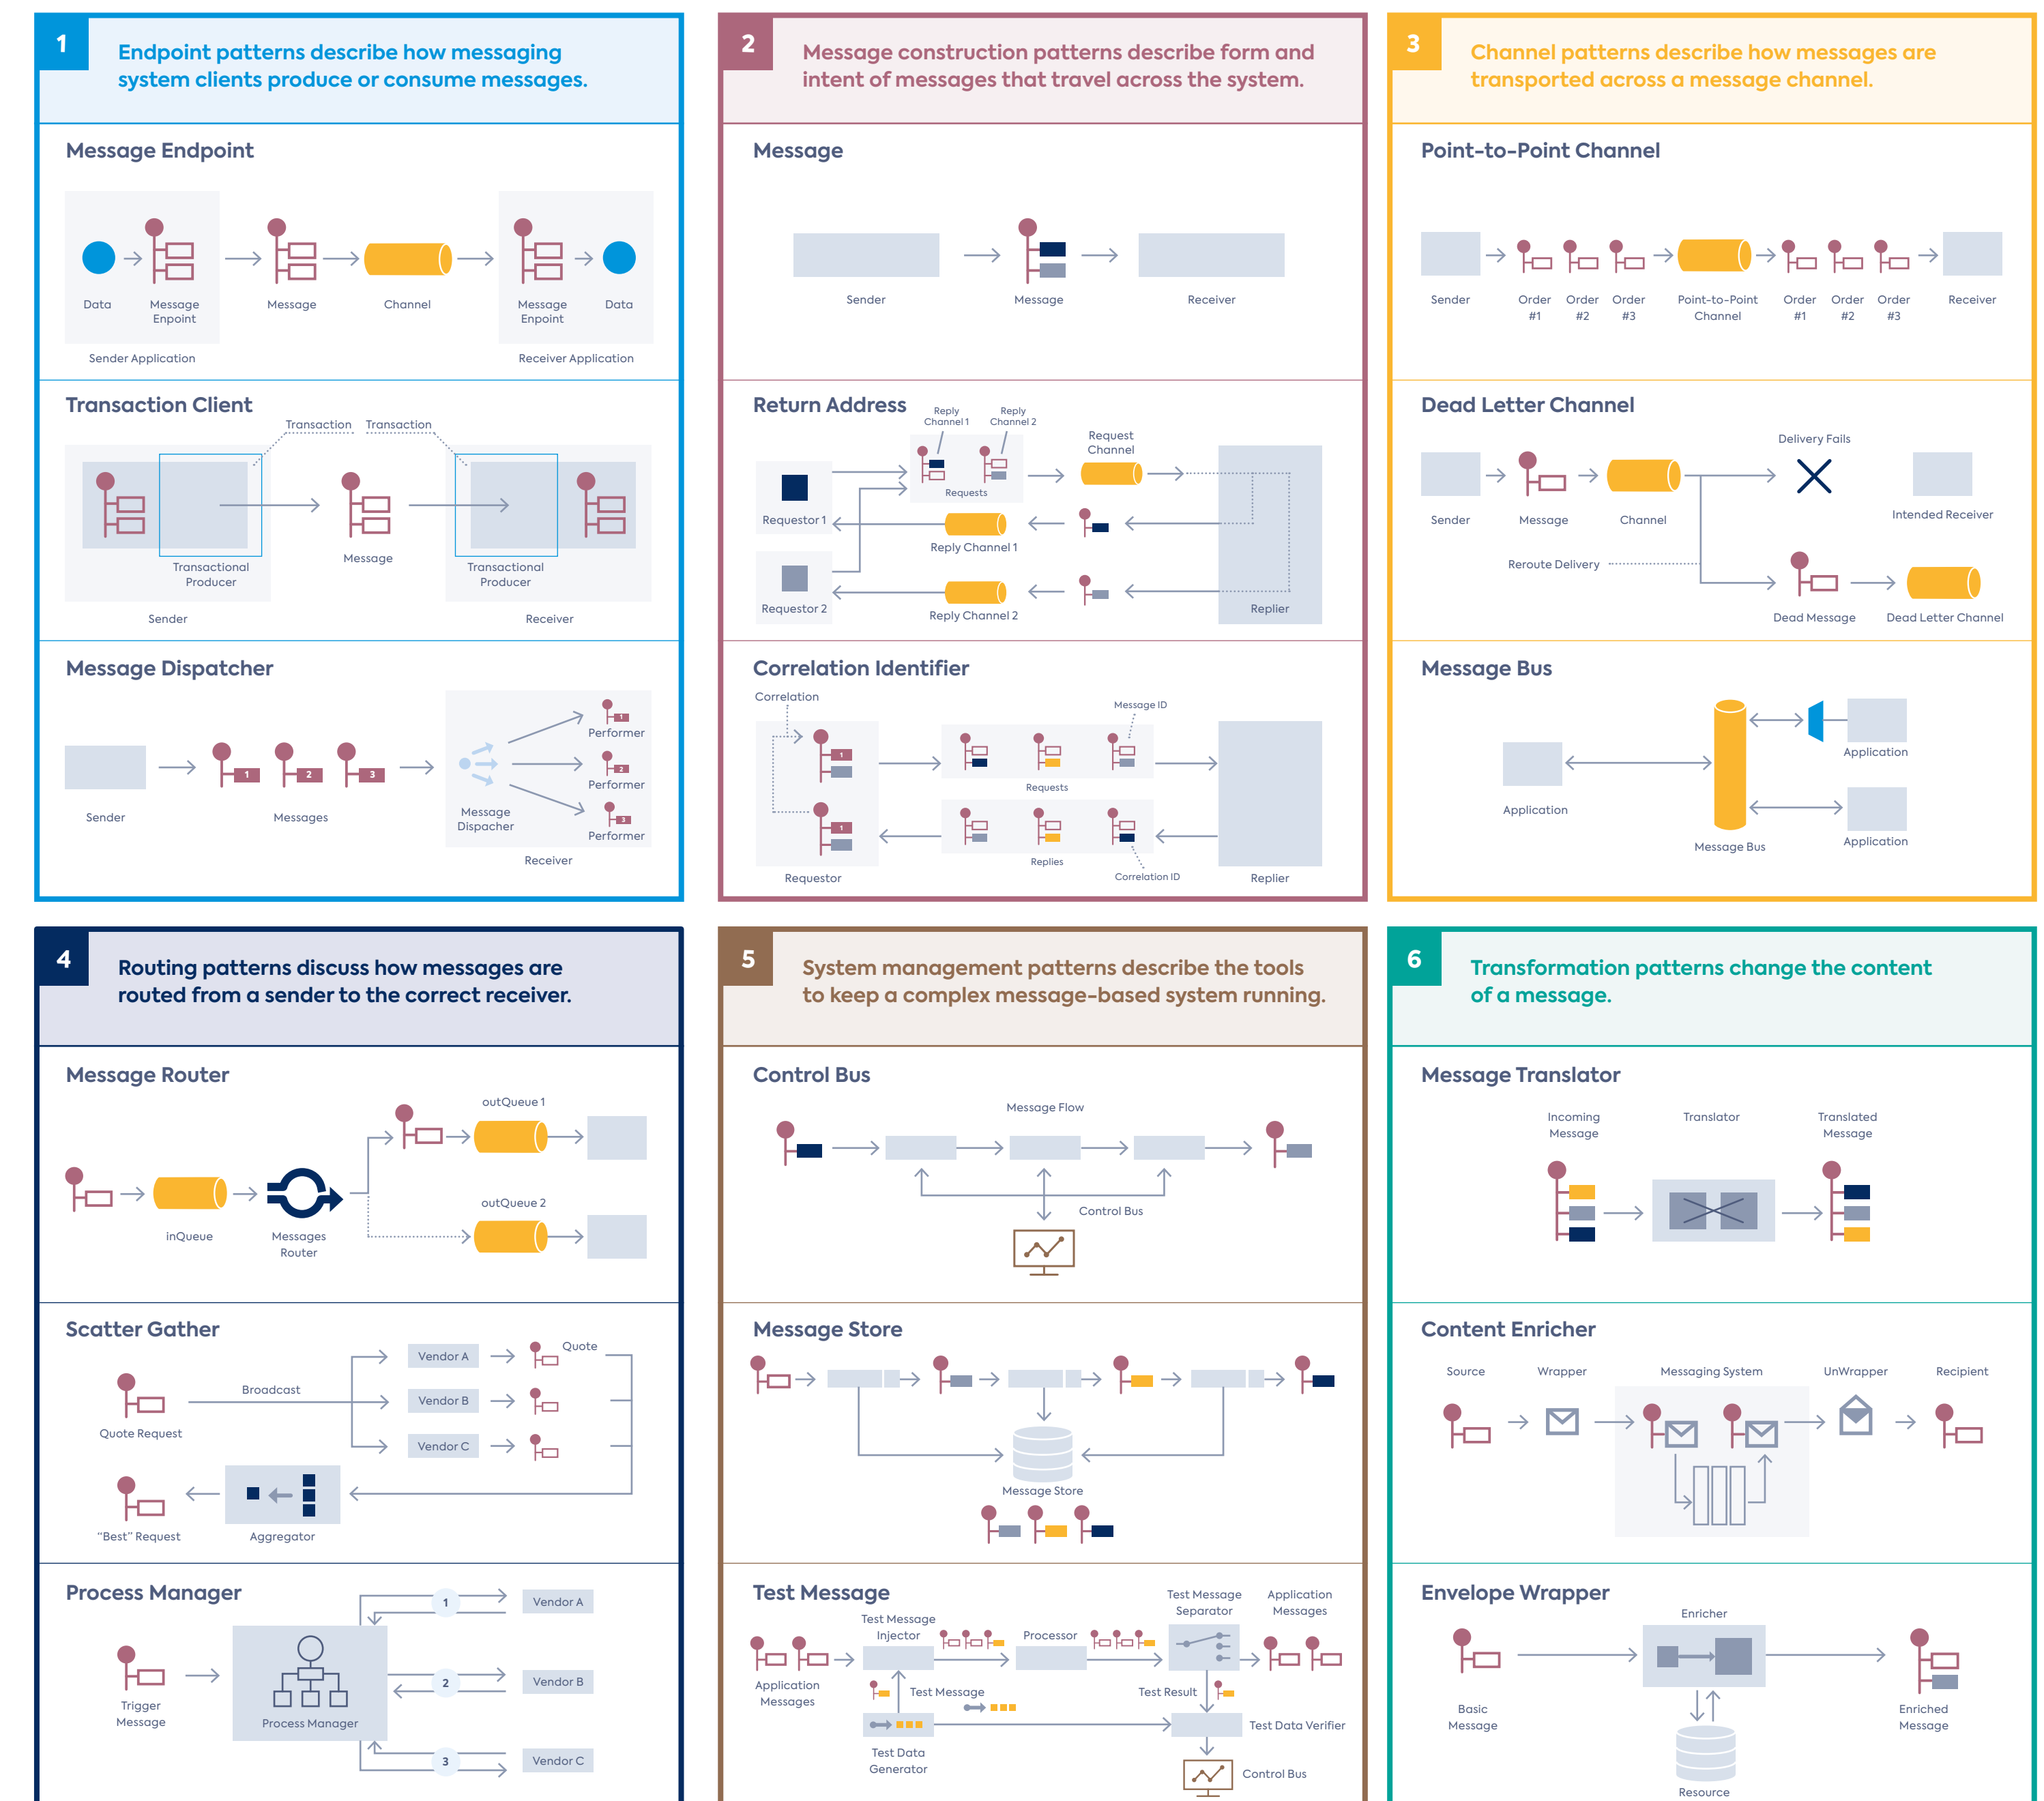 1
Endpoint patterns describe how messaging
system clients produce or consume messages.
Message Endpoint
Data
Message
Enpoint
Message
Channel
Message
Enpoint
Data
Sender Application
Receiver Application
Transaction Client
Transaction
Transaction
Transactional
Producer
Message
Transactional
Producer
Sender
Receiver
Message Dispatcher
1
2
3
Sender
Messages
Message
Dispacher
1
Performer
2
Performer
3
Performer
Receiver
2
Message construction patterns describe form and
intent of messages that travel across the system.
Message
Sender
Message
Receiver
Return Address
Reply
Channel 1
Reply
Channel 2
Request
Channel
Requests
Requestor 1
Reply Channel 1
Requestor 2
Reply Channel 2
Replier
Correlation Identifier
Correlation
Message ID
1
Requests
1
Replies
Requestor
Correlation ID
Replier
3
Channel patterns describe how messages are
transported across a message channel.
Point-to-Point Channel
Sender
Order
#1
Order
#2
Order
#3
Point-to-Point
Channel
Order
#1
Order
#2
Order
#3
Receiver
Dead Letter Channel
Delivery Fails
Sender
Message
Channel
Intended Receiver
Reroute Delivery
Dead Message
Dead Letter Channel
Message Bus
Application
Application
Message Bus
Application
4
Routing patterns discuss how messages are
routed from a sender to the correct receiver.
Message Router
outQueue 1
outQueue 2
inQueue
Messages
Router
Scatter Gather
Quote Request
Broadcast
Vendor A
Vendor B
Vendor C
Quote
"Best" Request
Aggregator
Process Manager
Trigger
Message
Process Manager
1
Vendor A
2
Vendor B
3
Vendor C
5
System management patterns describe the tools
to keep a complex message-based system running.
Control Bus
Message Flow
Control Bus
Message Store
Message Store
Test Message
Test Message
Injector
Processor
Test Message
Separator
Application
Messages
Application
Messages
Test Message
Test Result
Test Data
Generator
Test Data Verifier
Control Bus
6
Transformation patterns change the content
of a message.
Message Translator
Incoming
Message
Translator
Translated
Message
Content Enricher
Source
Wrapper
Messaging System
UnWrapper
Recipient
Envelope Wrapper
Enricher
Basic
Message
Enriched
Message
Resource